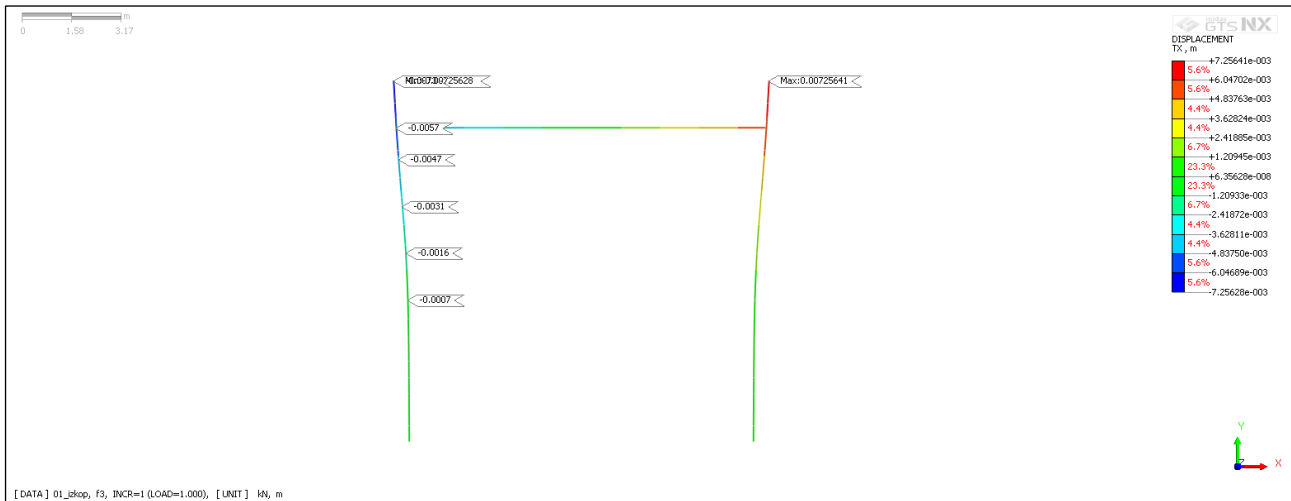 m
0 1.58 3.17
midas
GTS NX
DISPLACEMENT
TX , m
+7.25641e-003
5.6%
+6.04702e-003
5.6%
+4.83763e-003
4.4%
+3.62824e-003
4.4%
+2.41885e-003
6.7%
+1.20945e-003
23.3%
+6.35628e-008
23.3%
-1.20933e-003
6.7%
-2.41872e-003
4.4%
-3.62811e-003
4.4%
-4.83750e-003
5.6%
-6.04689e-003
5.6%
-7.25628e-003
Max:0.00725641
-0.0057
-0.0047
-0.0031
-0.0016
-0.0007
Y
Z X
[ DATA ] 01_izkop, f3, INCR=1 (LOAD=1.000), [ UNIT ] kN, m